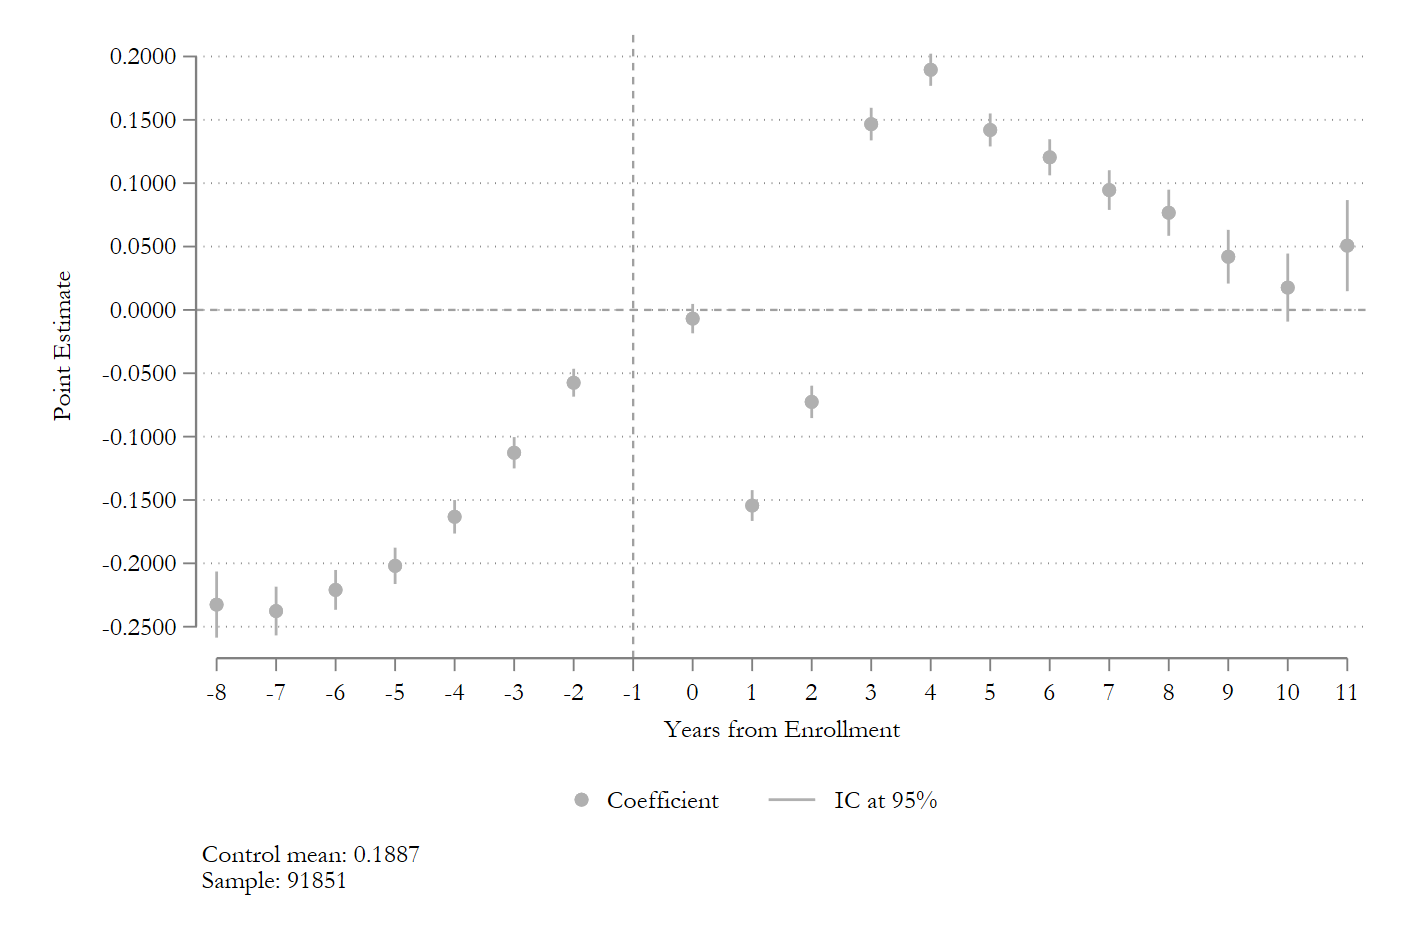 0.2000
0.1500
0.1000
0.0500
0.0000
-0.0500
-0.1000
-0.1500
-0.2000
-0.2500
Point Estimate
-8 -7 -6 -5 -4 -3 -2 -1 0 1 2 3 4 5 6 7 8 9 10 11
Years from Enrollment
Coefficient IC at 95%
Control mean: 0.1887
Sample: 91851